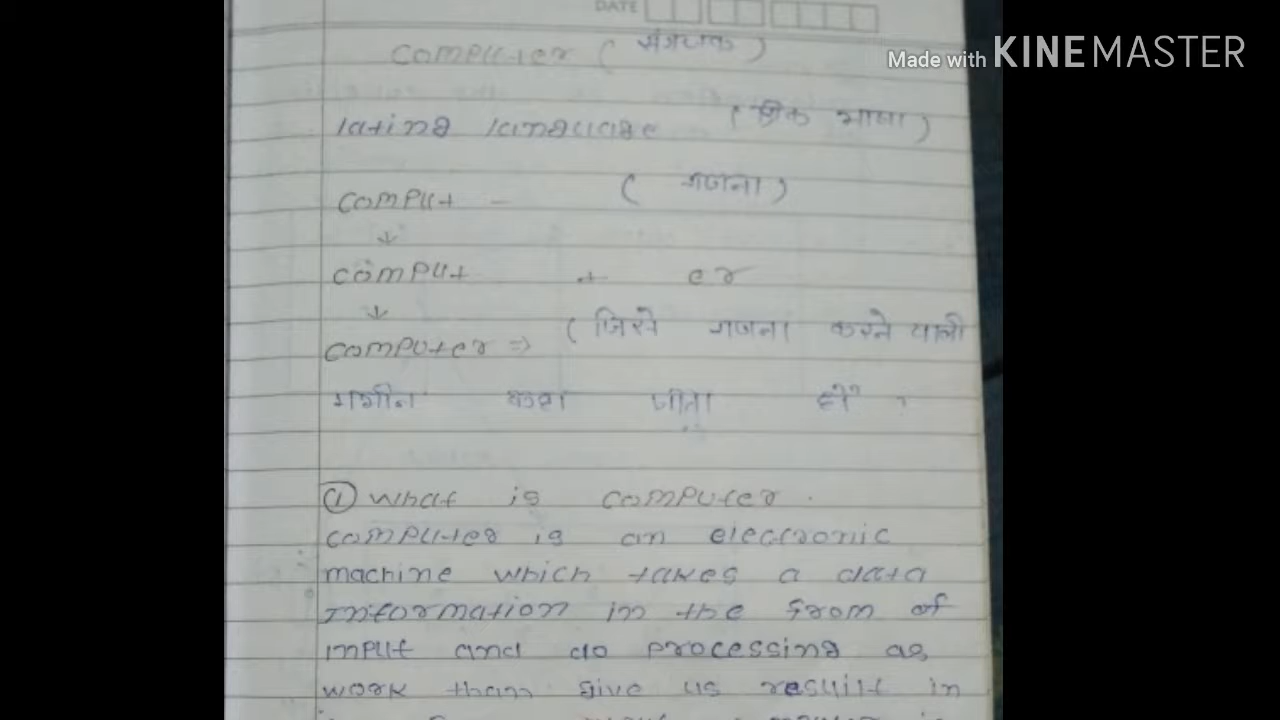 DATE
Made with KINEMASTER
computer (संगणक)
lating language (ग्रिक भाषा)
comput - (गणना)
↓
comput + er
↓
computer ⇒ (जिसे गणना करने वाली
मशीन कहा जाता हैं ,
① what is computer .
computer is an electronic
machine which takes a data
information in the from of
input and do processing as
work than give us result in